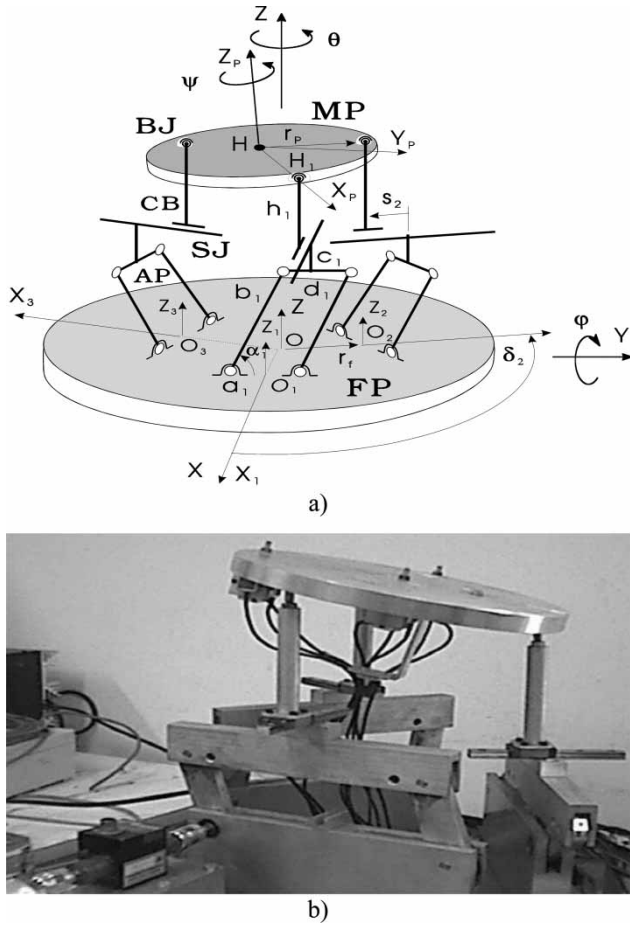 Z
θ
Z_P
ψ
BJ
MP
H
r_P
Y_P
H_1
X_P
CB
h_1
s_2
SJ
c_1
AP
b_1
d_1
X_3
Z_3
Z
Z_2
Z_1
O_3
O_2
α_1
r_f
φ
δ_2
Y
a_1
O_1
FP
X
X_1
a)
b)